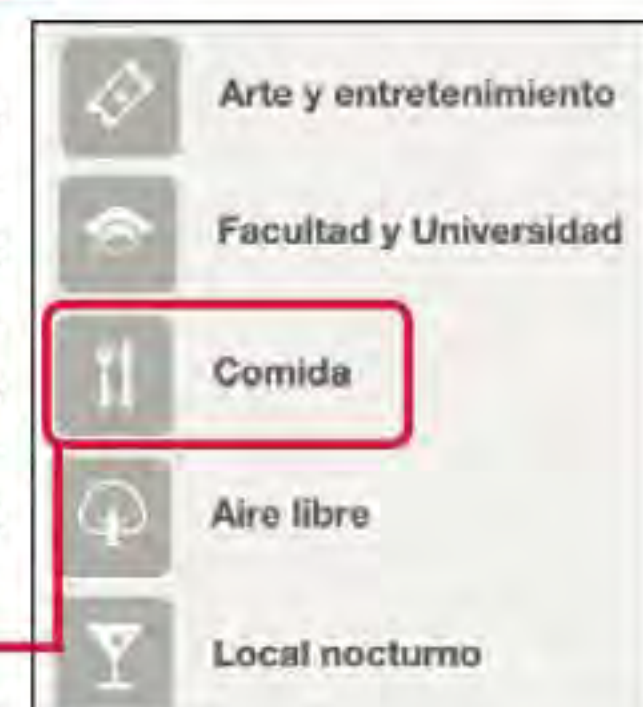 Arte y entretenimiento
Facultad y Universidad
Comida
Aire libre
Local nocturno